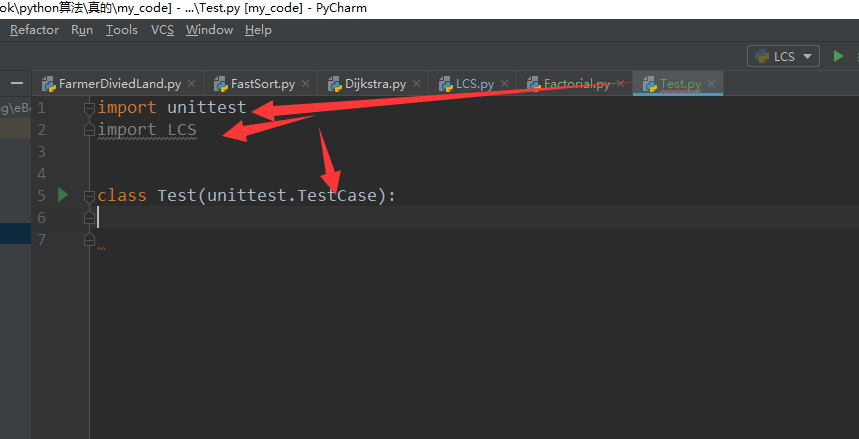 ok\python算法\真的\my_code] - ...\Test.py [my_code] - PyCharm
Refactor Run Tools VCS Window Help
LCS
FarmerDiviedLand.py FastSort.py Dijkstra.py LCS.py Factorial.py Test.py
1 import unittest
2 import LCS
3
4
5 class Test(unittest.TestCase):
6
7